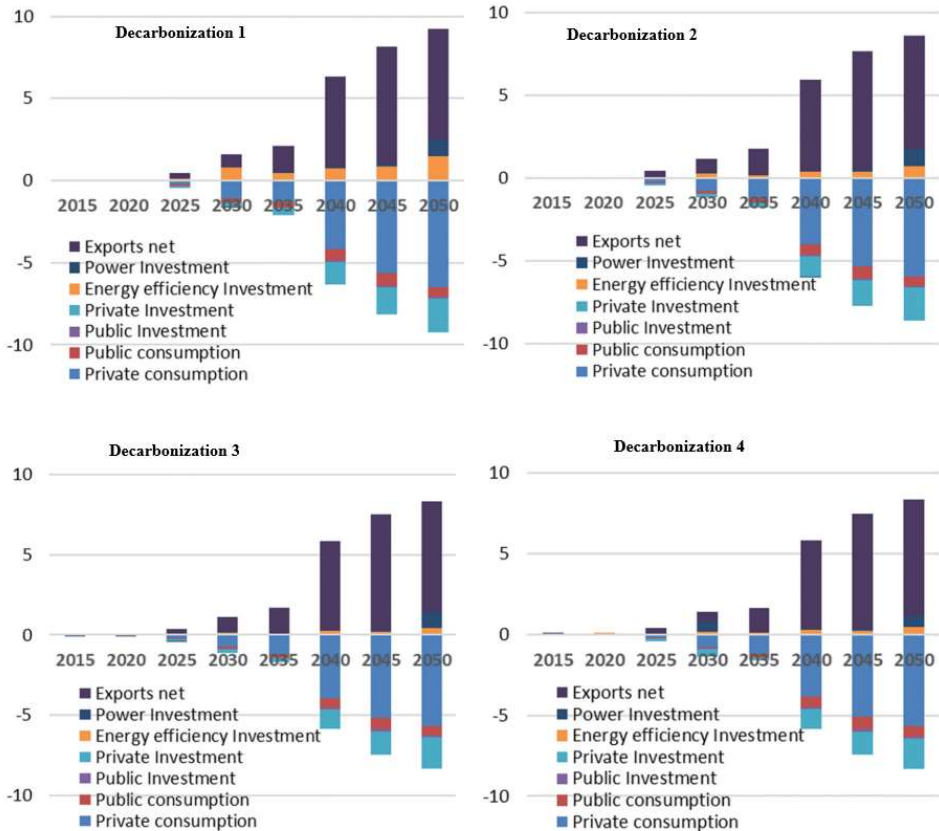 Decarbonization 1
10
5
0
-5
-10
2015 2020 2025 2030 2035 2040 2045 2050
Exports net
Power Investment
Energy efficiency Investment
Private Investment
Public Investment
Public consumption
Private consumption
Decarbonization 2
10
5
0
-5
-10
2015 2020 2025 2030 2035 2040 2045 2050
Exports net
Power Investment
Energy efficiency Investment
Private Investment
Public Investment
Public consumption
Private consumption
Decarbonization 3
10
5
0
-5
-10
2015 2020 2025 2030 2035 2040 2045 2050
Exports net
Power Investment
Energy efficiency Investment
Private Investment
Public Investment
Public consumption
Private consumption
Decarbonization 4
10
5
0
-5
-10
2015 2020 2025 2030 2035 2040 2045 2050
Exports net
Power Investment
Energy efficiency Investment
Private Investment
Public Investment
Public consumption
Private consumption